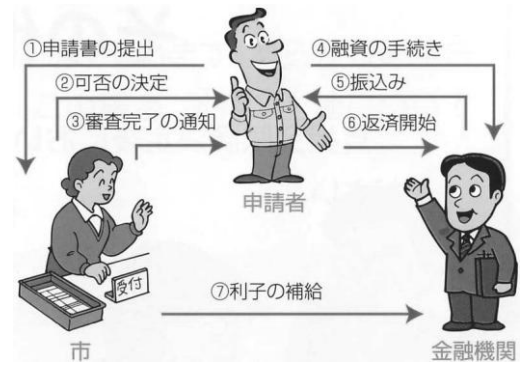 ①申請書の提出
④融資の手続き
②可否の決定
⑤振込み
③審査完了の通知
⑥返済開始
申請者
受付
⑦利子の補給
市
金融機関